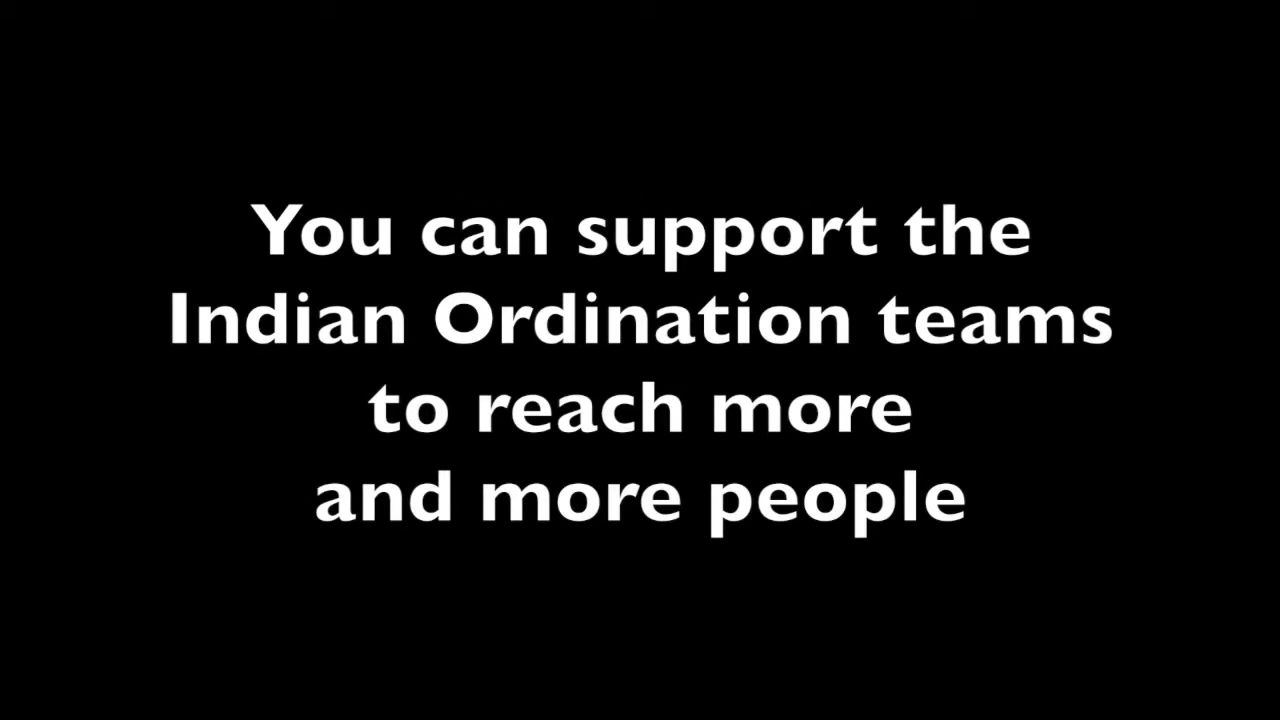 You can support the
Indian Ordination teams
to reach more
and more people